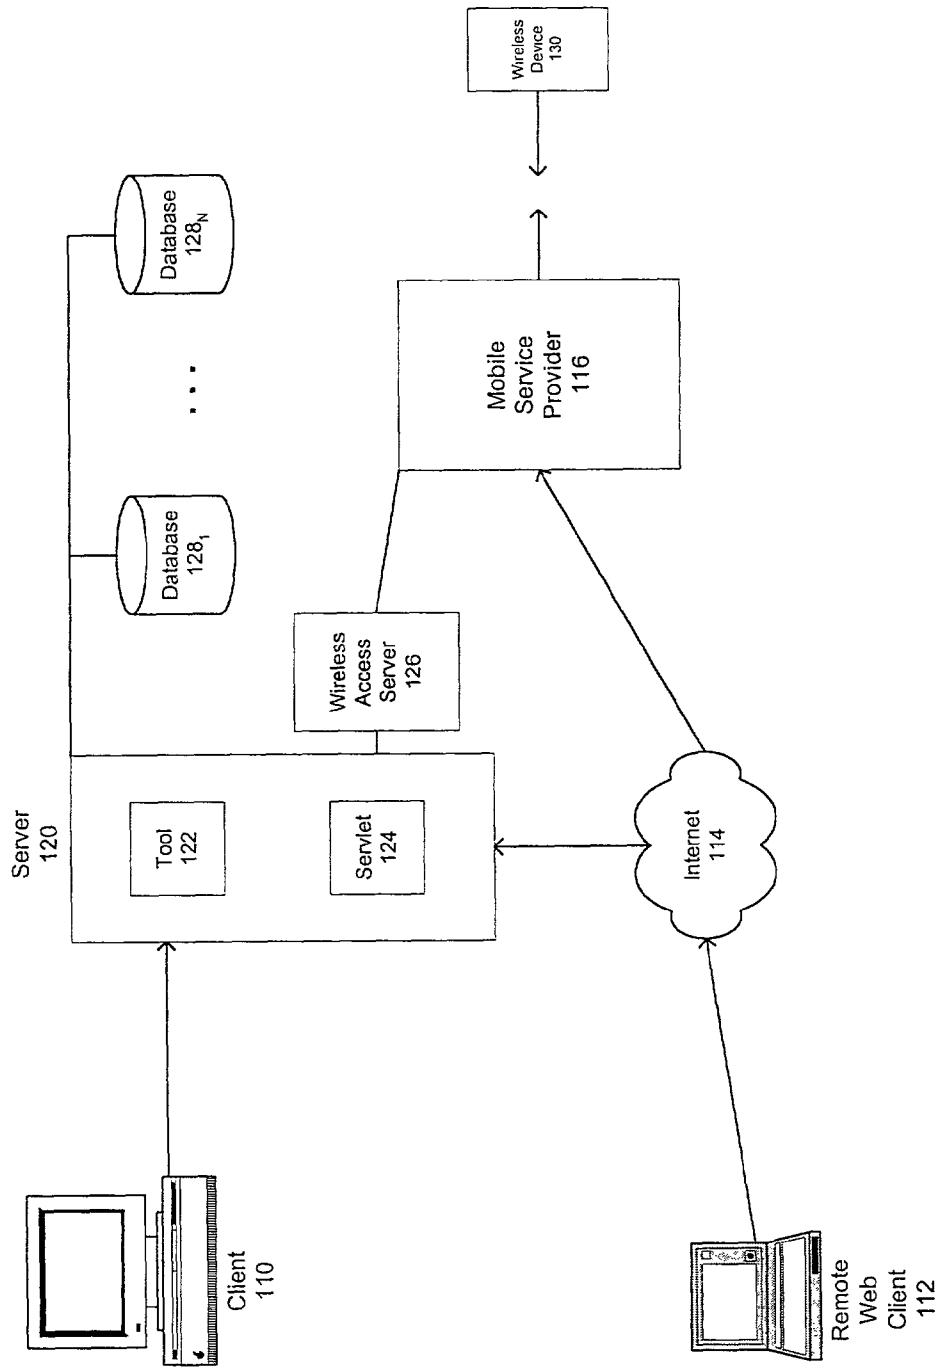 Server
120
Tool
122
Servlet
124
Database
128₁
. . .
Database
128N
Wireless
Access
Server
126
Mobile
Service
Provider
116
Wireless
Device
130
Client
110
Internet
114
Remote
Web
Client
112